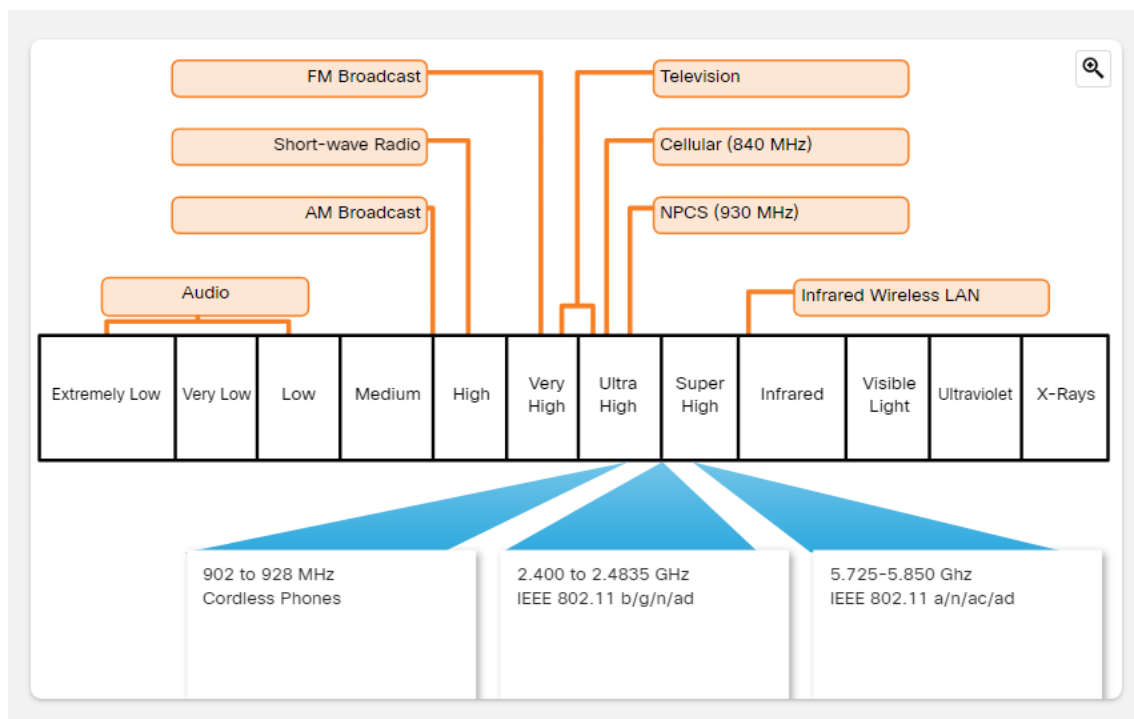 FM Broadcast
Television
Short-wave Radio
Cellular (840 MHz)
AM Broadcast
NPCS (930 MHz)
Audio
Infrared Wireless LAN
Extremely Low
Very Low
Low
Medium
High
Very
High
Ultra
High
Super
High
Infrared
Visible
Light
Ultraviolet
X-Rays
902 to 928 MHz
Cordless Phones
2.400 to 2.4835 GHz
IEEE 802.11 b/g/n/ad
5.725-5.850 Ghz
IEEE 802.11 a/n/ac/ad